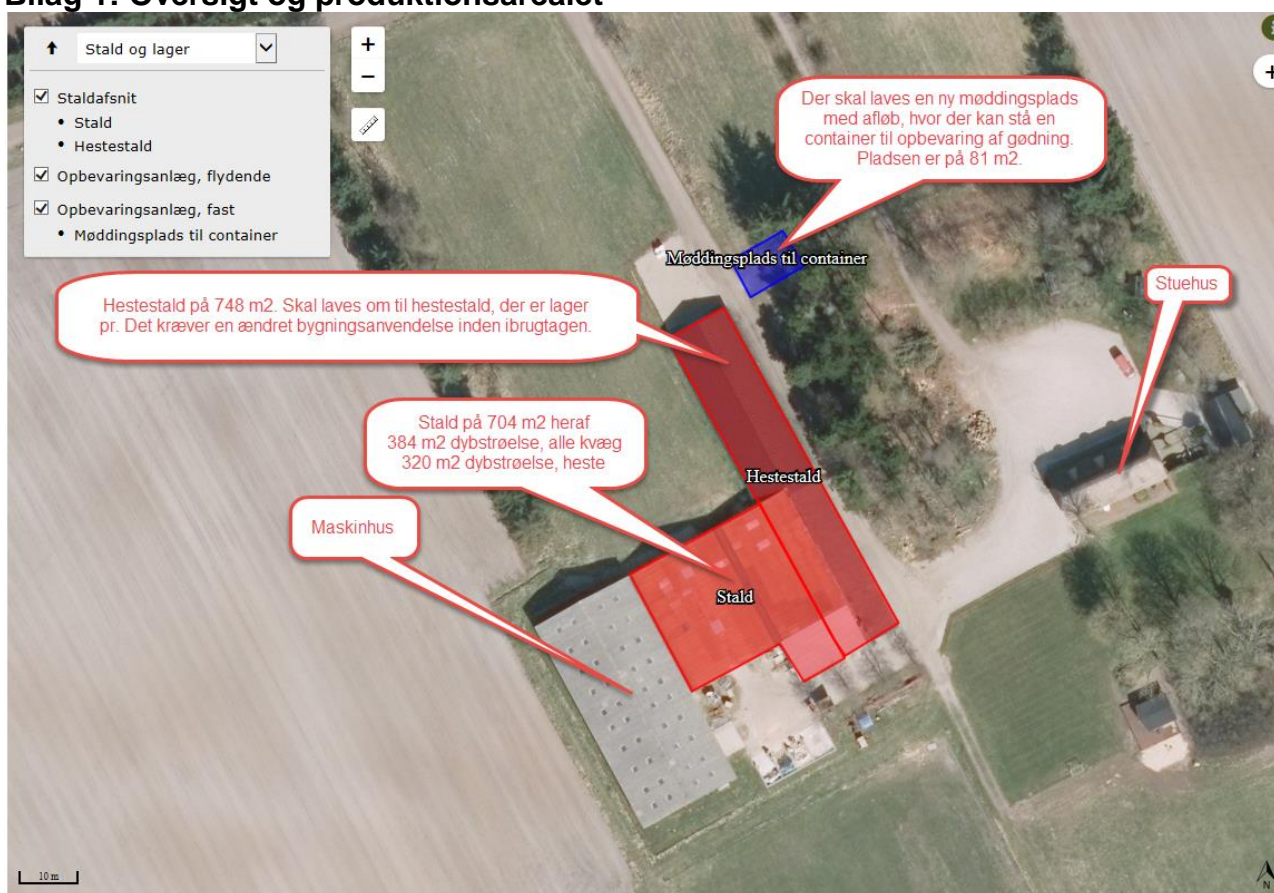 Bilag 1: Oversigt og produktionsarealet
Stald og lager
Staldafsnit
• Stald
• Hestestald
Opbevaringsanlæg, flydende
Opbevaringsanlæg, fast
• Møddingsplads til container
+
−
+
Der skal laves en ny møddingsplads
med afløb, hvor der kan stå en
container til opbevaring af gødning.
Pladsen er på 81 m2.
Møddingsplads til container
Stuehus
Hestestald på 748 m2. Skal laves om til hestestald, der er lager
pr. Det kræver en ændret bygningsanvendelse inden ibrugtagen.
Stald på 704 m2 heraf
384 m2 dybstrøelse, alle kvæg
320 m2 dybstrøelse, heste
Hestestald
Maskinhus
Stald
10 m
N